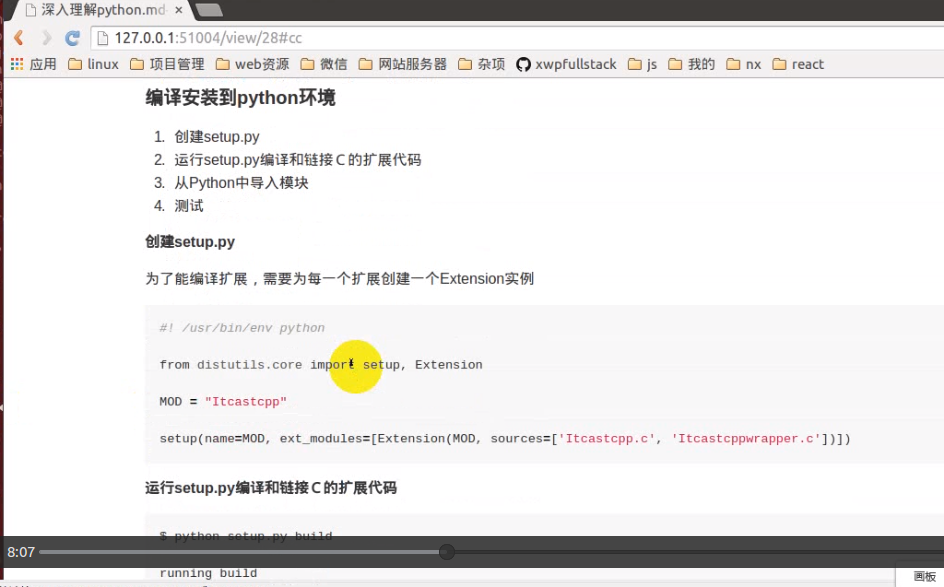 深入理解python.md
127.0.0.1:51004/view/28#cc
应用 linux 项目管理 web资源 微信 网站服务器 杂项 xwpfullstack js 我的 nx react
编译安装到python环境
1. 创建setup.py
2. 运行setup.py编译和链接C的扩展代码
3. 从Python中导入模块
4. 测试
创建setup.py
为了能编译扩展，需要为每一个扩展创建一个Extension实例
#! /usr/bin/env python
from distutils.core import setup, Extension
MOD = "Itcastcpp"
setup(name=MOD, ext_modules=[Extension(MOD, sources=['Itcastcpp.c', 'Itcastcppwrapper.c'])])
运行setup.py编译和链接C的扩展代码
$ python setup.py build
8:07
running build
画板